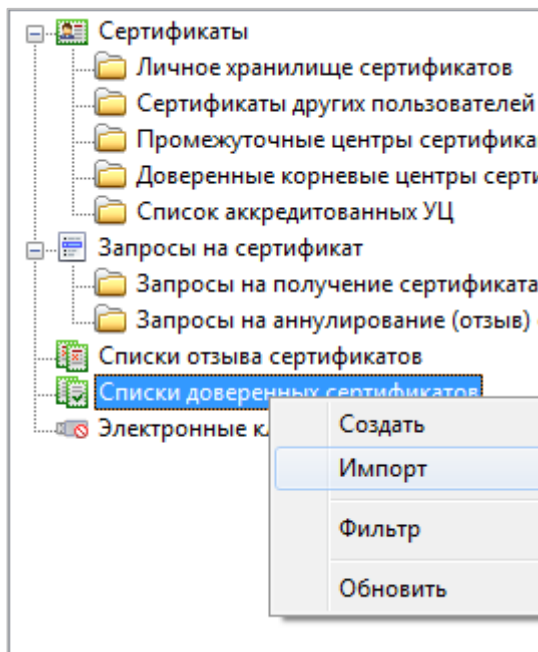 Сертификаты
Личное хранилище сертификатов
Сертификаты других пользователей
Промежуточные центры сертифика
Доверенные корневые центры серти
Список аккредитованных УЦ
Запросы на сертификат
Запросы на получение сертификата
Запросы на аннулирование (отзыв)
Списки отзыва сертификатов
Списки доверенных сертификатов
Электронные к
Создать
Импорт
Фильтр
Обновить